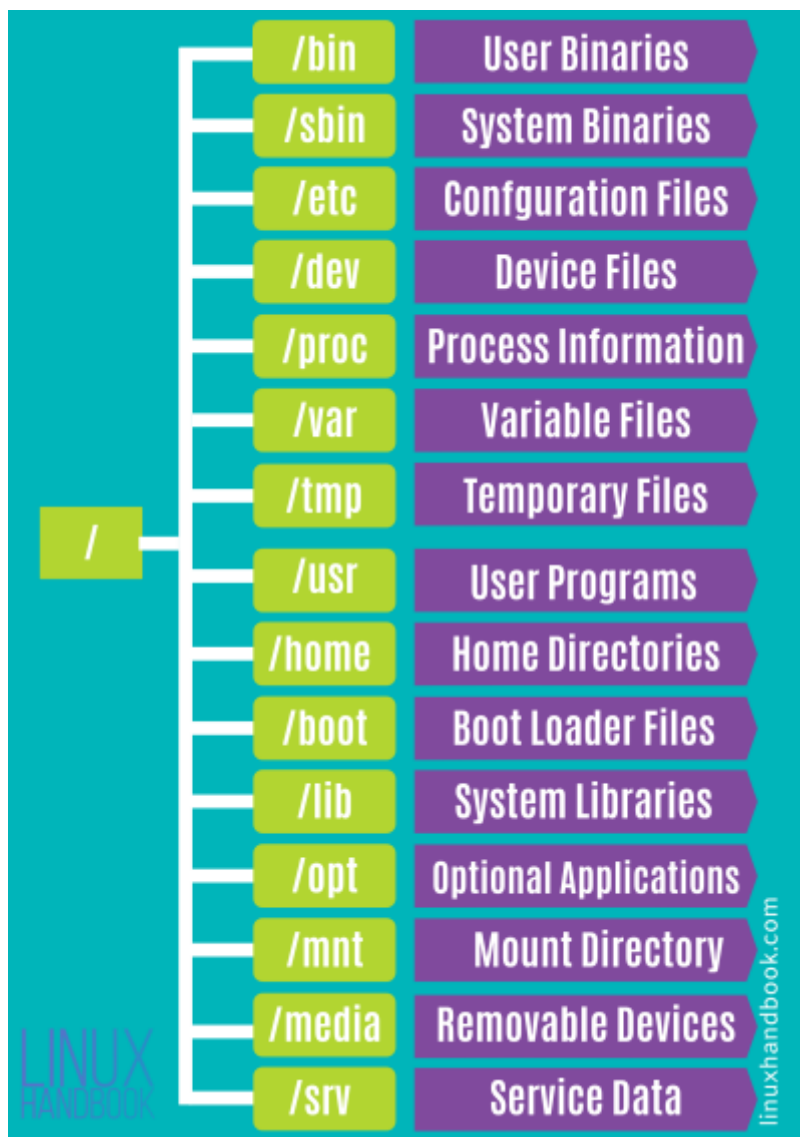 /bin User Binaries
/sbin System Binaries
/etc Confguration Files
/dev Device Files
/proc Process Information
/var Variable Files
/tmp Temporary Files
/
/usr User Programs
/home Home Directories
/boot Boot Loader Files
/lib System Libraries
/opt Optional Applications
/mnt Mount Directory
/media Removable Devices
/srv Service Data
LINUX
HANDBOOK
linuxhandbook.com